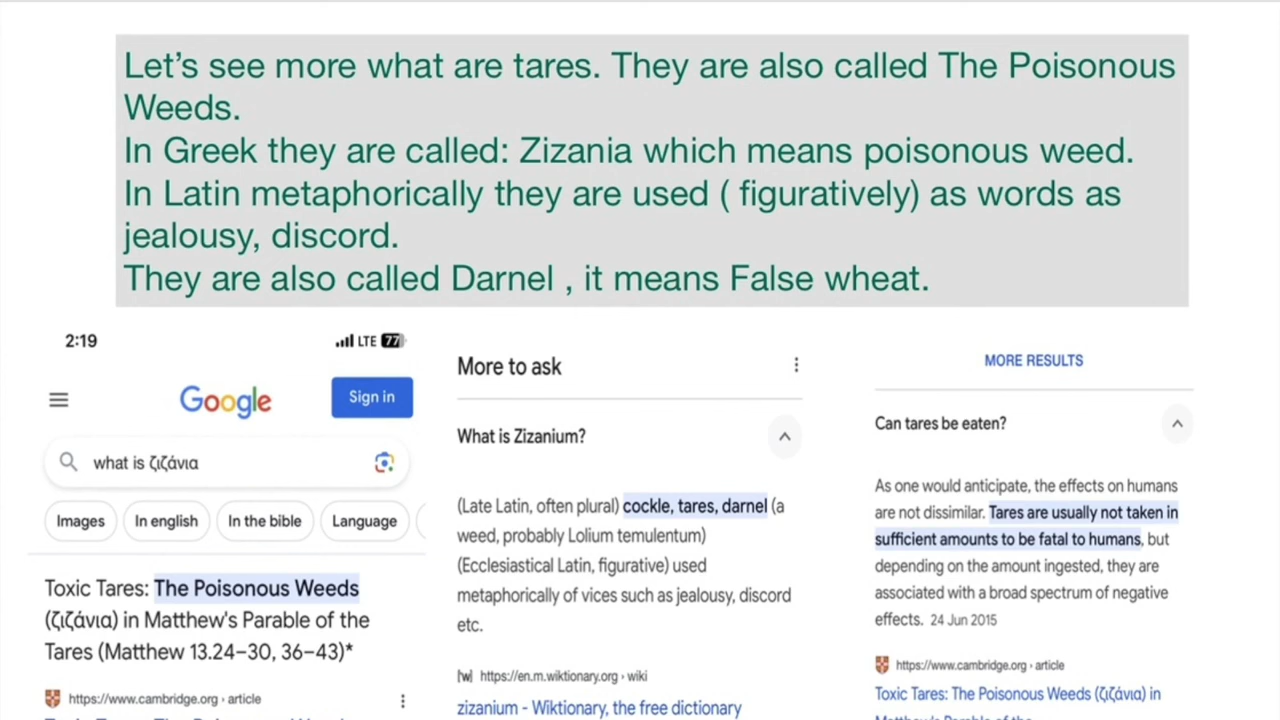 Let’s see more what are tares. They are also called The Poisonous
Weeds.
In Greek they are called: Zizania which means poisonous weed.
In Latin metaphorically they are used ( figuratively) as words as
jealousy, discord.
They are also called Darnel , it means False wheat.
2:19
LTE 77
Google
Sign in
what is ζιζάνια
Images
In english
In the bible
Language
Toxic Tares: The Poisonous Weeds
(ζιζάνια) in Matthew's Parable of the
Tares (Matthew 13.24–30, 36–43)*
https://www.cambridge.org › article
More to ask
What is Zizanium?
(Late Latin, often plural) cockle, tares, darnel (a
weed, probably Lolium temulentum)
(Ecclesiastical Latin, figurative) used
metaphorically of vices such as jealousy, discord
etc.
[w] https://en.m.wiktionary.org › wiki
zizanium - Wiktionary, the free dictionary
MORE RESULTS
Can tares be eaten?
As one would anticipate, the effects on humans
are not dissimilar. Tares are usually not taken in
sufficient amounts to be fatal to humans, but
depending on the amount ingested, they are
associated with a broad spectrum of negative
effects. 24 Jun 2015
https://www.cambridge.org › article
Toxic Tares: The Poisonous Weeds (ζιζάνια) in